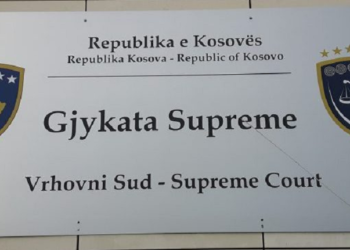 Republika e Kosovës
Republika Kosova - Republic of Kosovo
Gjykata Supreme
Vrhovni Sud - Supreme Court